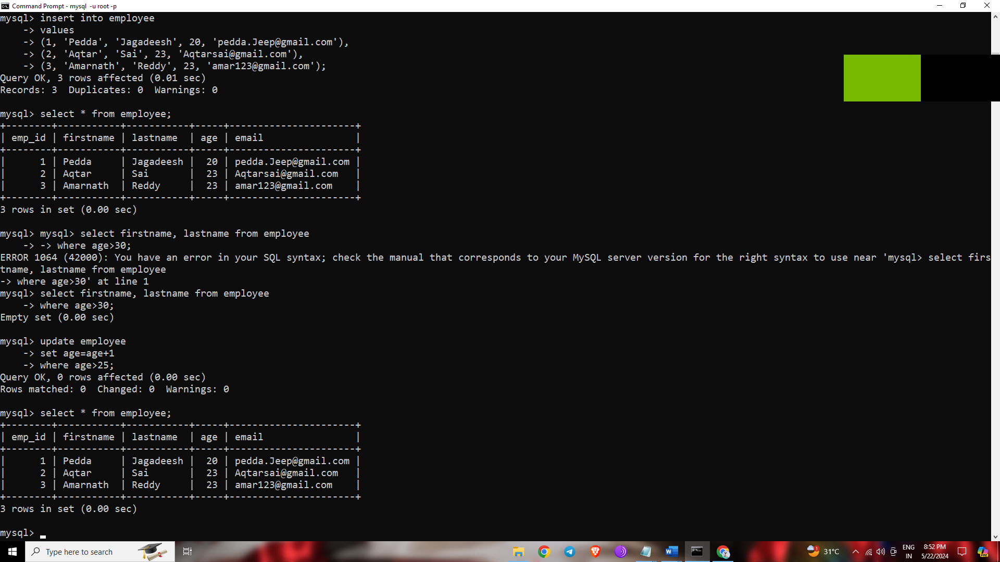 Command Prompt - mysql  -u root -p
mysql> insert into employee
    -> values
    -> (1, 'Pedda', 'Jagadeesh', 20, 'pedda.Jeep@gmail.com'),
    -> (2, 'Aqtar', 'Sai', 23, 'Aqtarsai@gmail.com'),
    -> (3, 'Amarnath', 'Reddy', 23, 'amar123@gmail.com');
Query OK, 3 rows affected (0.01 sec)
Records: 3  Duplicates: 0  Warnings: 0

mysql> select * from employee;
+--------+-----------+-----------+-----+----------------------+
| emp_id | firstname | lastname  | age | email                |
+--------+-----------+-----------+-----+----------------------+
|      1 | Pedda     | Jagadeesh |  20 | pedda.Jeep@gmail.com |
|      2 | Aqtar     | Sai       |  23 | Aqtarsai@gmail.com   |
|      3 | Amarnath  | Reddy     |  23 | amar123@gmail.com    |
+--------+-----------+-----------+-----+----------------------+
3 rows in set (0.00 sec)

mysql> mysql> select firstname, lastname from employee
    -> -> where age>30;
ERROR 1064 (42000): You have an error in your SQL syntax; check the manual that corresponds to your MySQL server version for the right syntax to use near 'mysql> select firs
tname, lastname from employee
-> where age>30' at line 1
mysql> select firstname, lastname from employee
    -> where age>30;
Empty set (0.00 sec)

mysql> update employee
    -> set age=age+1
    -> where age>25;
Query OK, 0 rows affected (0.00 sec)
Rows matched: 0  Changed: 0  Warnings: 0

mysql> select * from employee;
+--------+-----------+-----------+-----+----------------------+
| emp_id | firstname | lastname  | age | email                |
+--------+-----------+-----------+-----+----------------------+
|      1 | Pedda     | Jagadeesh |  20 | pedda.Jeep@gmail.com |
|      2 | Aqtar     | Sai       |  23 | Aqtarsai@gmail.com   |
|      3 | Amarnath  | Reddy     |  23 | amar123@gmail.com    |
+--------+-----------+-----------+-----+----------------------+
3 rows in set (0.00 sec)

mysql> _
Type here to search
1
31°C
ENG
IN
8:52 PM
5/22/2024
PRE